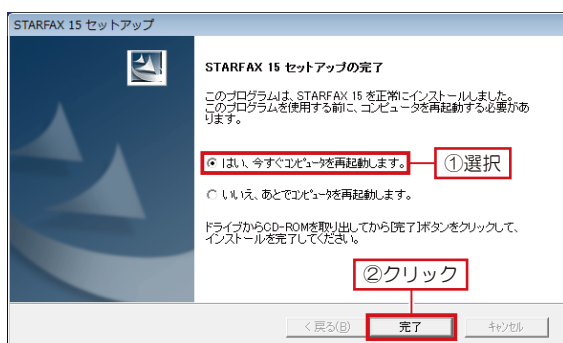 STARFAX 15 セットアップ
STARFAX 15 セットアップの完了
このプログラムは、STARFAX 15 を正常にインストールしました。
このプログラムを使用する前に、コンピュータを再起動する必要があ
ります。
はい、今すぐコンピュータを再起動します。
①選択
いいえ、あとでコンピュータを再起動します。
ドライブからCD-ROMを取り出してから[完了]ボタンをクリックして、
インストールを完了してください。
②クリック
< 戻る(B)
完了
キャンセル